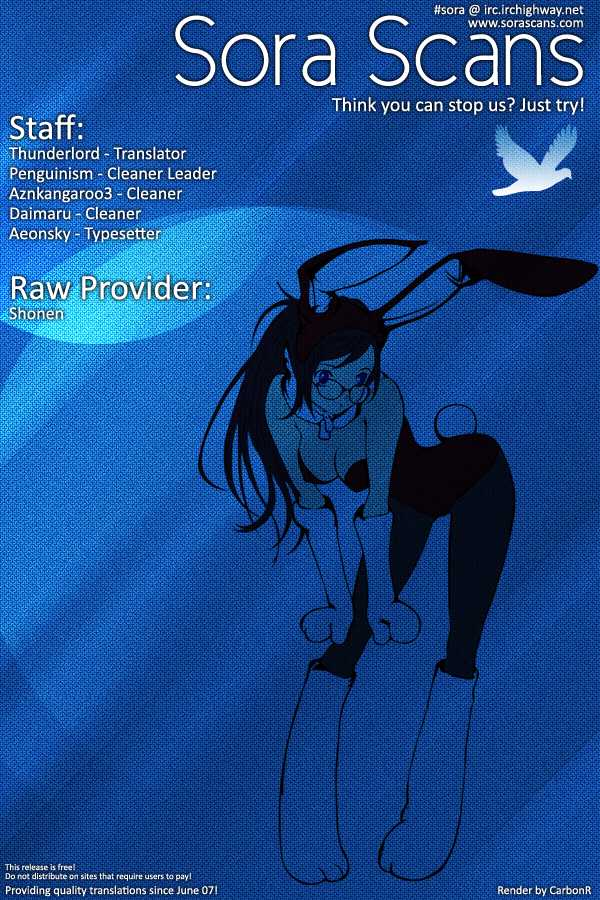 #sora @ irc.irchighway.net
www.sorascans.com
Sora Scans
Think you can stop us? Just try!
Staff:
Thunderlord - Translator
Penguinism - Cleaner Leader
Aznkangaroo3 - Cleaner
Daimaru - Cleaner
Aeonsky - Typesetter
Raw Provider:
Shonen
This release is free!
Do not distribute on sites that require users to pay!
Providing quality translations since June 07!
Render by CarbonR